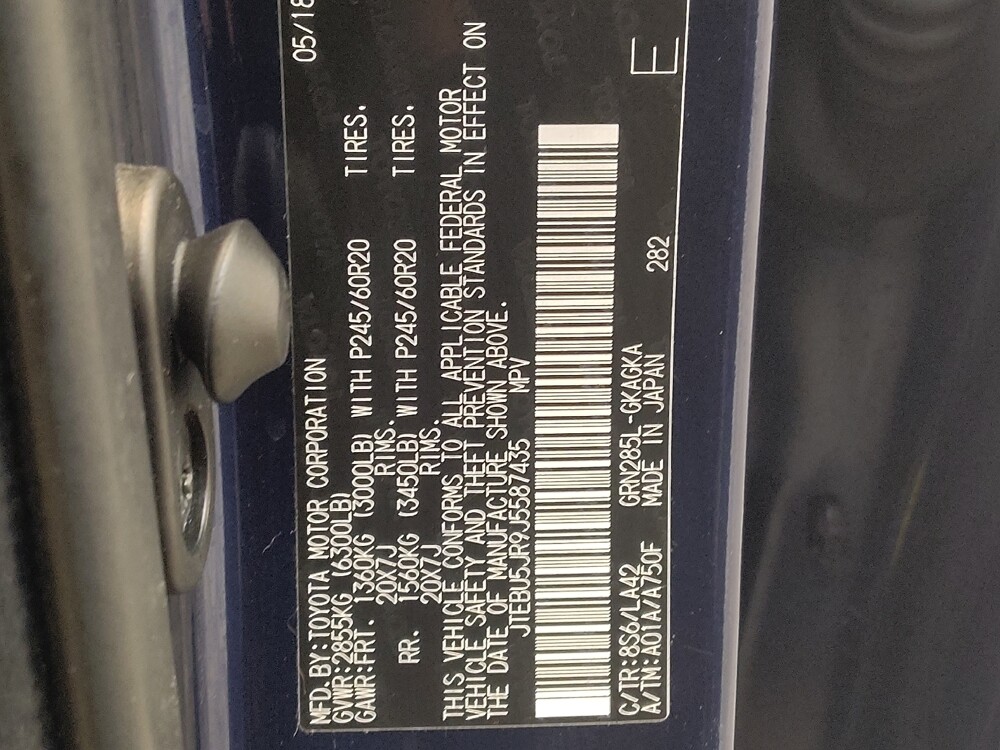 MFD.BY:TOYOTA MOTOR CORPORATION 05/18
GVWR:2855KG (6300LB)
GAWR:FRT. 1360KG (3000LB) WITH P245/60R20 TIRES.
20X7J RIMS.
RR. 1560KG (3450LB) WITH P245/60R20 TIRES.
20X7J RIMS.
THIS VEHICLE CONFORMS TO ALL APPLICABLE FEDERAL MOTOR
VEHICLE SAFETY AND THEFT PREVENTION STANDARDS IN EFFECT ON
THE DATE OF MANUFACTURE SHOWN ABOVE.
JTEBU5JR9J5587435 MPV
C/TR:8S6/LA42 GRN285L-GKAGKA
A/TM:A01A/A750F MADE IN JAPAN 282
E